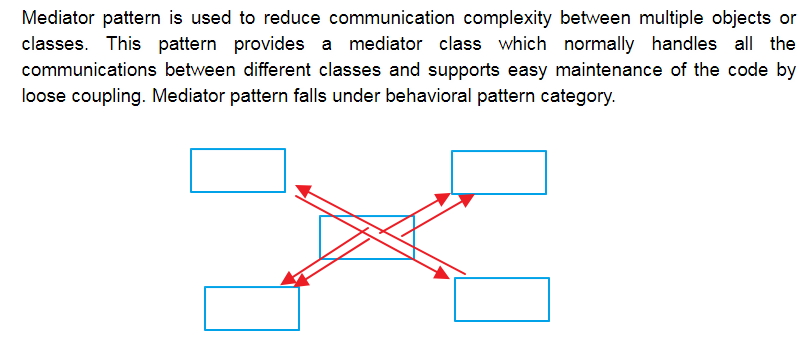 Mediator pattern is used to reduce communication complexity between multiple objects or
classes. This pattern provides a mediator class which normally handles all the
communications between different classes and supports easy maintenance of the code by
loose coupling. Mediator pattern falls under behavioral pattern category.